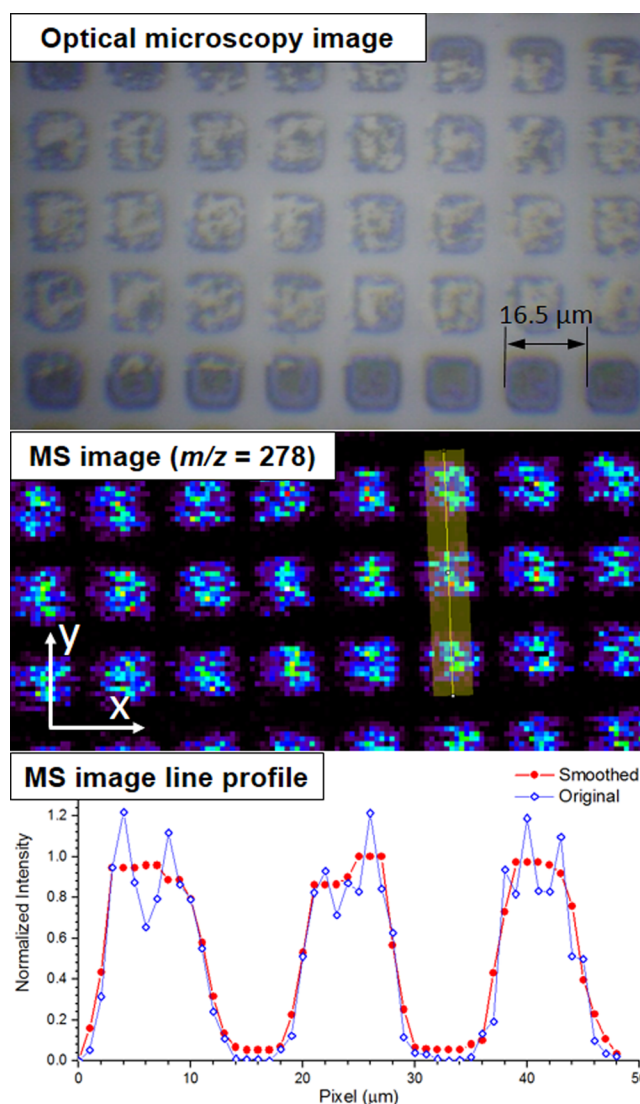 Optical microscopy image
16.5 μm
MS image (m/z = 278)
y
x
MS image line profile
Smoothed
Original
1.2
1.0
0.8
0.6
0.4
0.2
0.0
Normalized Intensity
0 10 20 30 40 50
Pixel (μm)